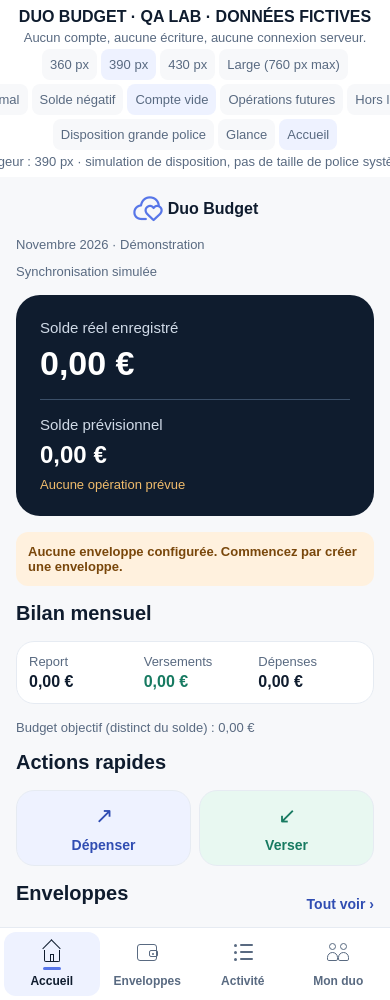 DUO BUDGET · QA LAB · DONNÉES FICTIVES
Aucun compte, aucune écriture, aucune connexion serveur.
360 px 390 px 430 px Large (760 px max)
mal Solde négatif Compte vide Opérations futures Hors l
Disposition grande police Glance Accueil
geur : 390 px · simulation de disposition, pas de taille de police systè
Duo Budget
Novembre 2026 · Démonstration
Synchronisation simulée
Solde réel enregistré
0,00 €
Solde prévisionnel
0,00 €
Aucune opération prévue
Aucune enveloppe configurée. Commencez par créer
une enveloppe.
Bilan mensuel
Report Versements Dépenses
0,00 € 0,00 € 0,00 €
Budget objectif (distinct du solde) : 0,00 €
Actions rapides
↗ ↙
Dépenser Verser
Enveloppes
Tout voir ›
Accueil Enveloppes Activité Mon duo